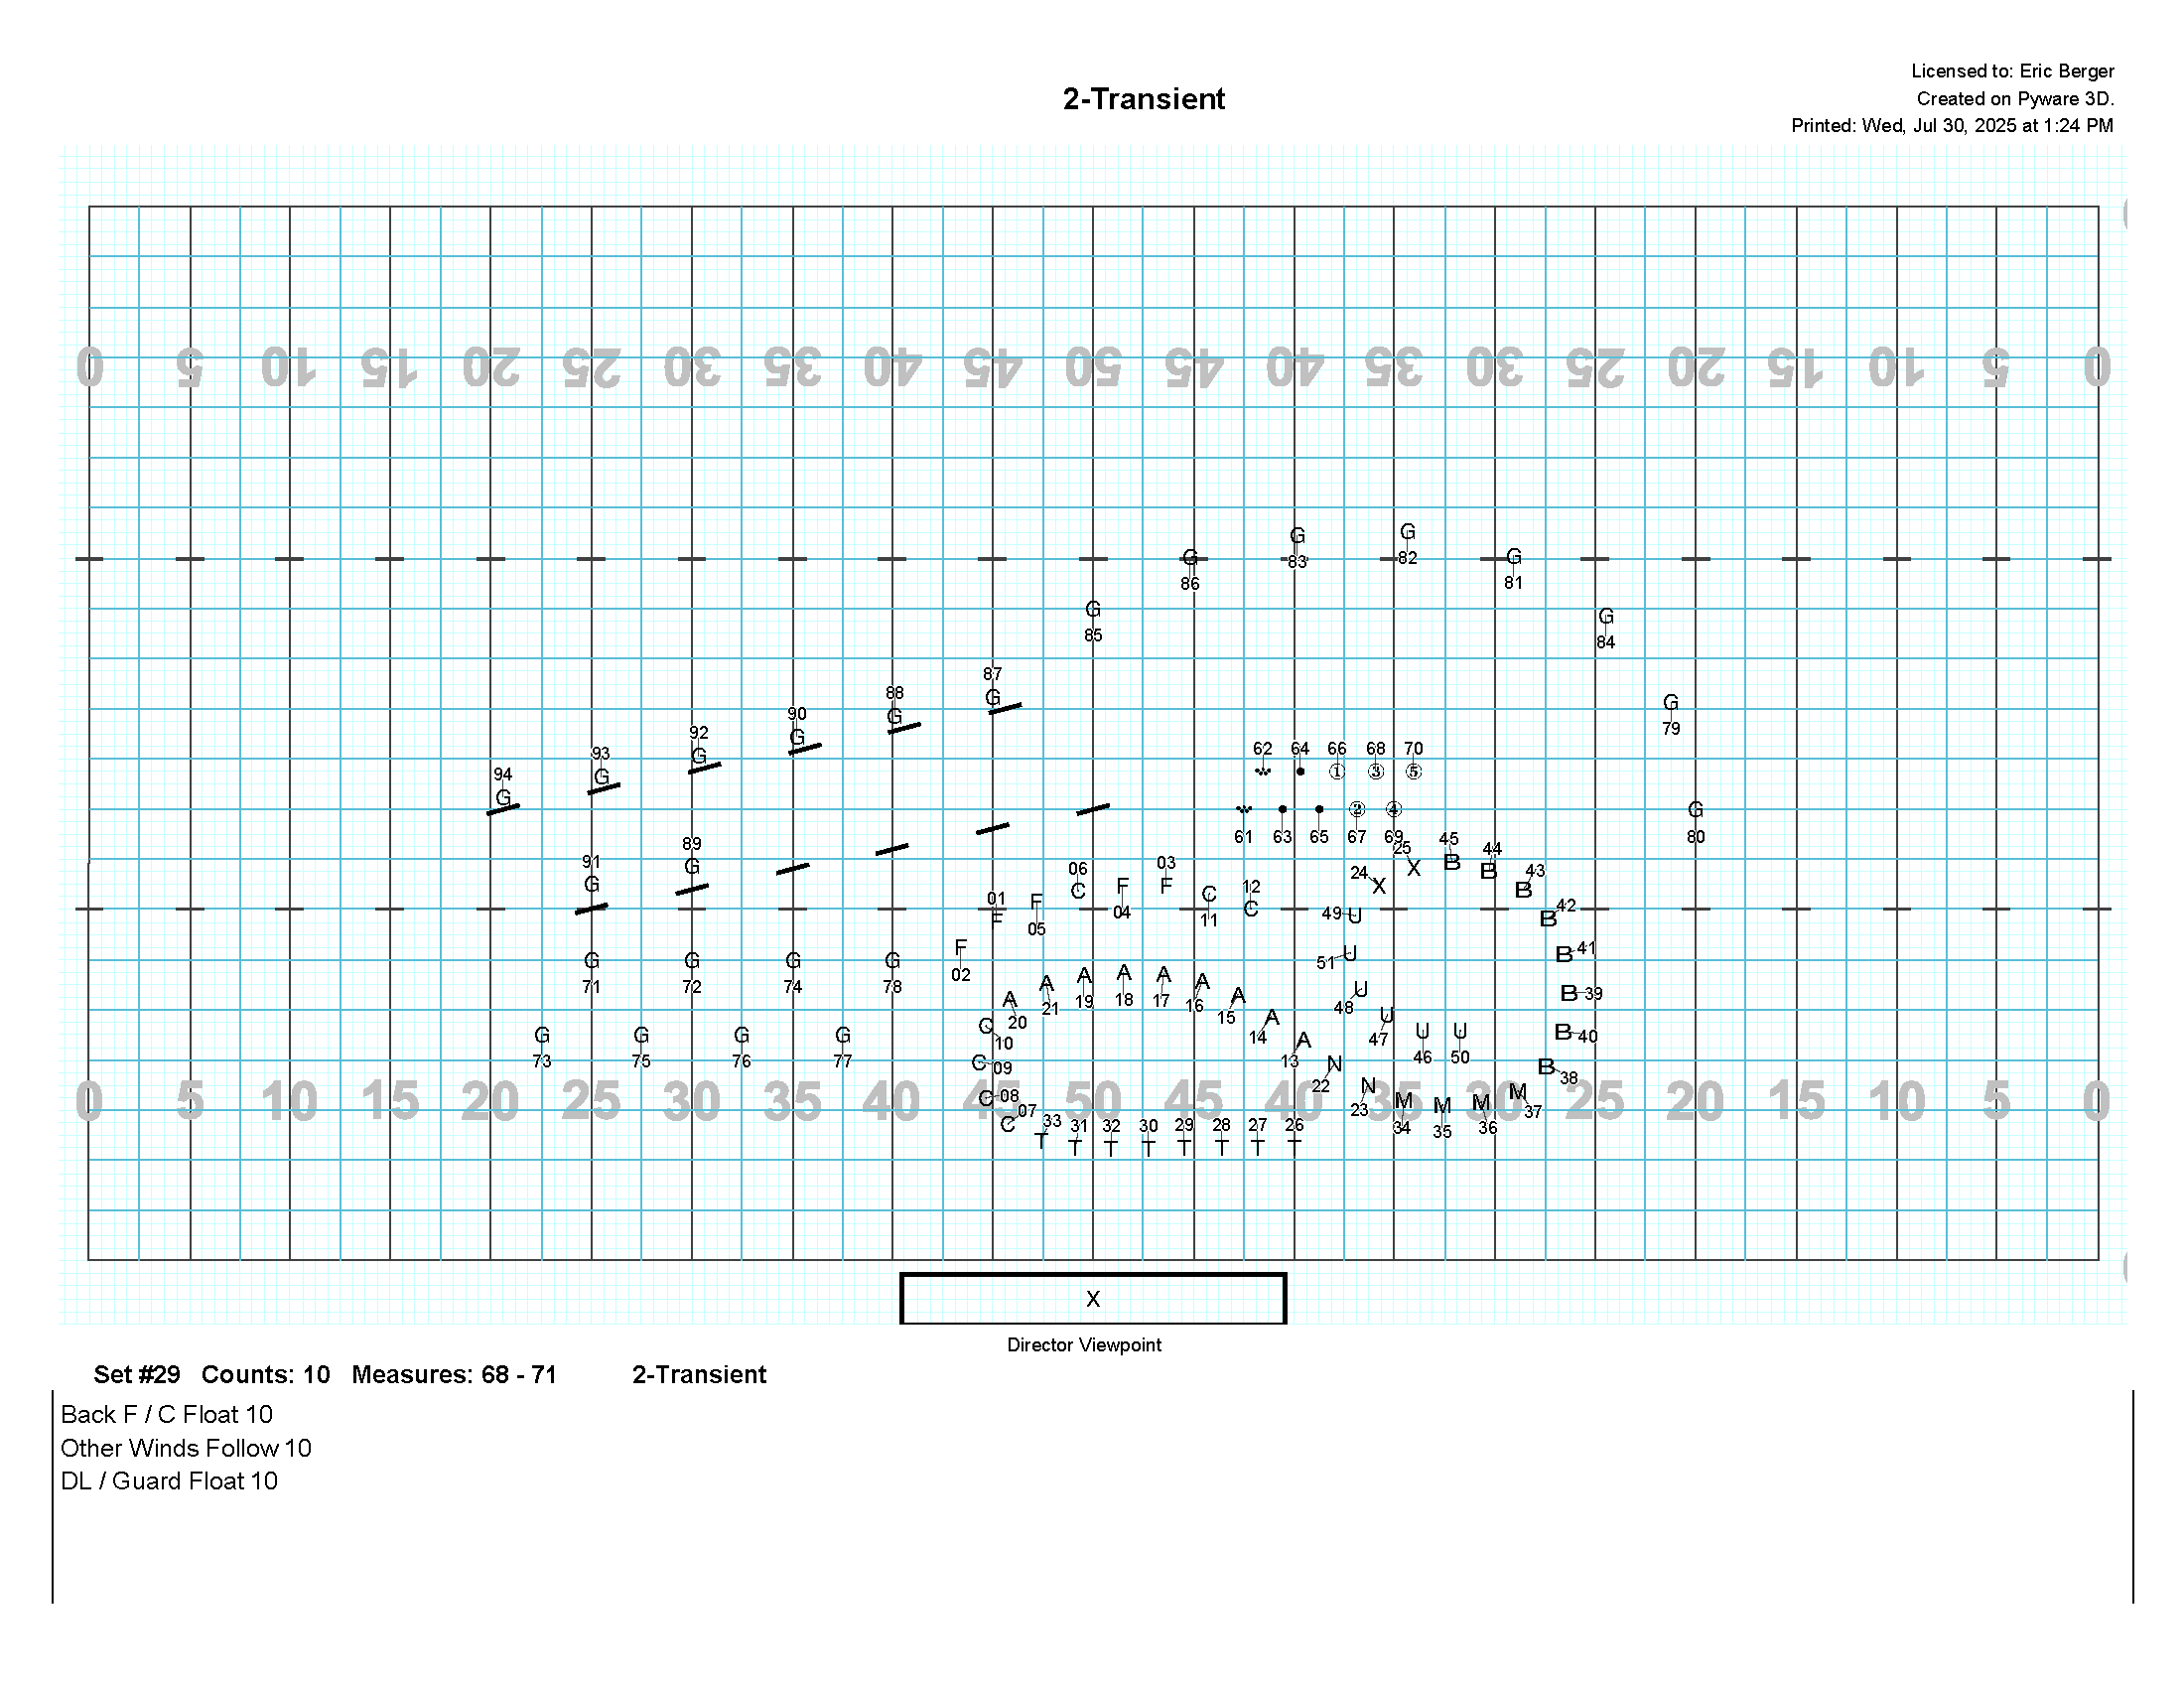 Licensed to: Eric Berger
2-Transient
Created on Pyware 3D.
Printed: Wed, Jul 30, 2025 at 1:24 PM
0 5 10 15 20 25 30 35 40 45 50 45 40 35 30 25 20 15 10 5 0
G G
G 83 82 G
86 81
G G
85 84
87
G G
79
88
G
90
G
92
G
93
G
94
G
62 64 66 68 70
① ③ ⑤
② ④ G
61 63 65 67 69 80
89 25 45 44
G X B B
91 06 03 24 43
G C F F X B
01 F 04 C 12 49 U B 42
F 05 11 C
F 51 U B 41
02
G G G G
71 72 74 78
A A A A A A A A A
20 21 19 18 17 16 15 14 13
48 U B 39
U 47 U U B 40
46 50
G G G G C 10
73 75 76 77 C 09 N 22 B 38
C 08 N 23 M M M M 37
C 07 34 35 36
0 5 10 15 20 25 30 35 40 45 50 45 40 35 30 25 20 15 10 5 0
33 31 32 30 29 28 27 26
T T T T T T T T
X
Director Viewpoint
Set #29 Counts: 10 Measures: 68 - 71 2-Transient
Back F / C Float 10
Other Winds Follow 10
DL / Guard Float 10